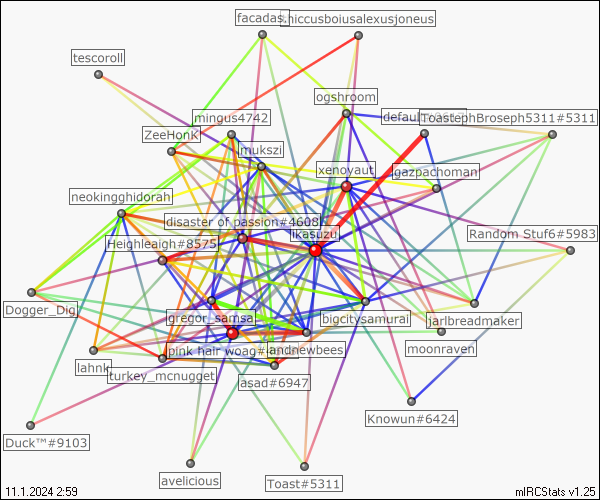 facadas.
hiccusboiusalexusjoneus
tescoroll
ogshroom
mingus4742
default
ToastephBroseph5311#5311
ZeeHonK
mukszi
xenoyaut
gazpachoman
neokingghidorah
disaster of passion#4608
ikasuzu
Random Stuf6#5983
Heighleaigh#8575
Dogger_Dig
gregor_samsa
bigcitysamurai
jarlbreadmaker
pink hair woag#
andnewbees
moonraven
lahnk
turkey_mcnugget
asad#6947
Knowun#6424
Duck™#9103
avelicious
Toast#5311
11.1.2024 2:59
mIRCStats v1.25